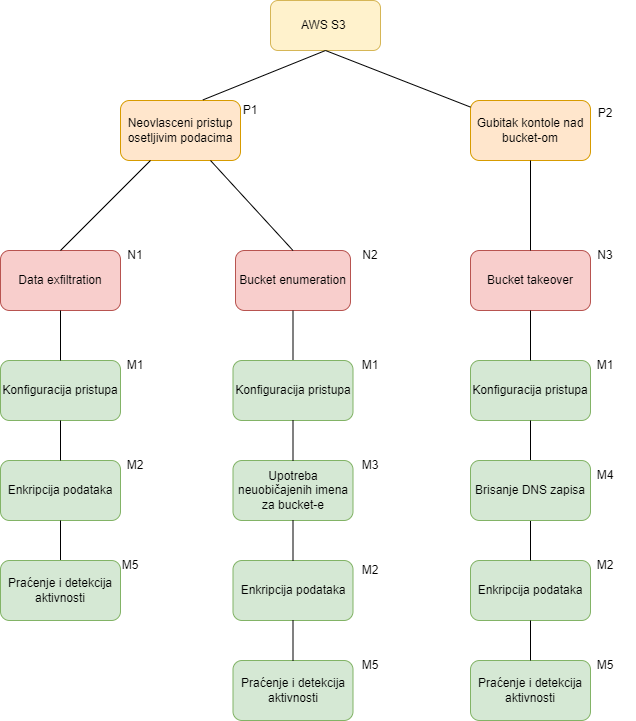 AWS S3
Neovlasceni pristup
osetljivim podacima
P1
Gubitak kontole nad
bucket-om
P2
Data exfiltration
N1
Bucket enumeration
N2
Bucket takeover
N3
Konfiguracija pristupa
M1
Konfiguracija pristupa
M1
Konfiguracija pristupa
M1
Enkripcija podataka
M2
Upotreba
neuobičajenih imena
za bucket-e
M3
Brisanje DNS zapisa
M4
Praćenje i detekcija
aktivnosti
M5
Enkripcija podataka
M2
Enkripcija podataka
M2
Praćenje i detekcija
aktivnosti
M5
Praćenje i detekcija
aktivnosti
M5